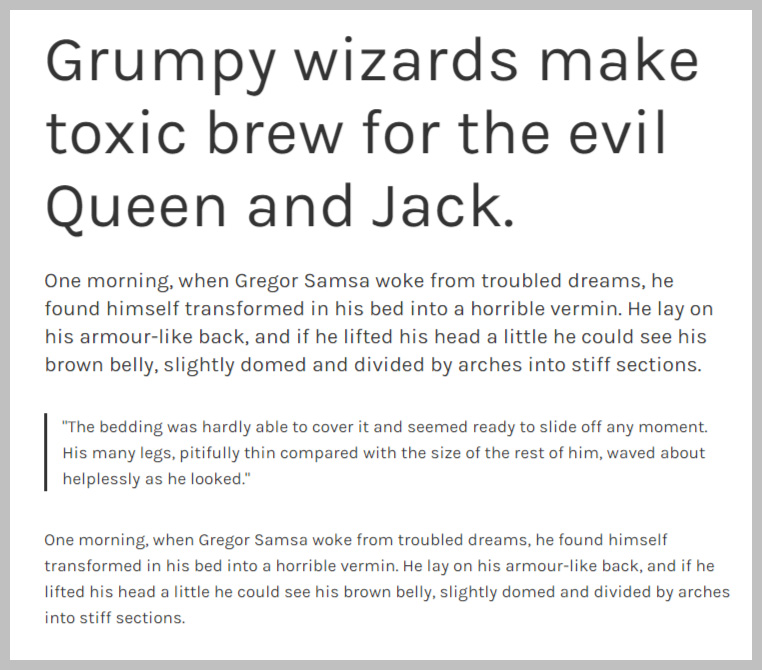 Grumpy wizards make
toxic brew for the evil
Queen and Jack.
One morning, when Gregor Samsa woke from troubled dreams, he
found himself transformed in his bed into a horrible vermin. He lay on
his armour-like back, and if he lifted his head a little he could see his
brown belly, slightly domed and divided by arches into stiff sections.
"The bedding was hardly able to cover it and seemed ready to slide off any moment.
His many legs, pitifully thin compared with the size of the rest of him, waved about
helplessly as he looked."
One morning, when Gregor Samsa woke from troubled dreams, he found himself
transformed in his bed into a horrible vermin. He lay on his armour-like back, and if he
lifted his head a little he could see his brown belly, slightly domed and divided by arches
into stiff sections.